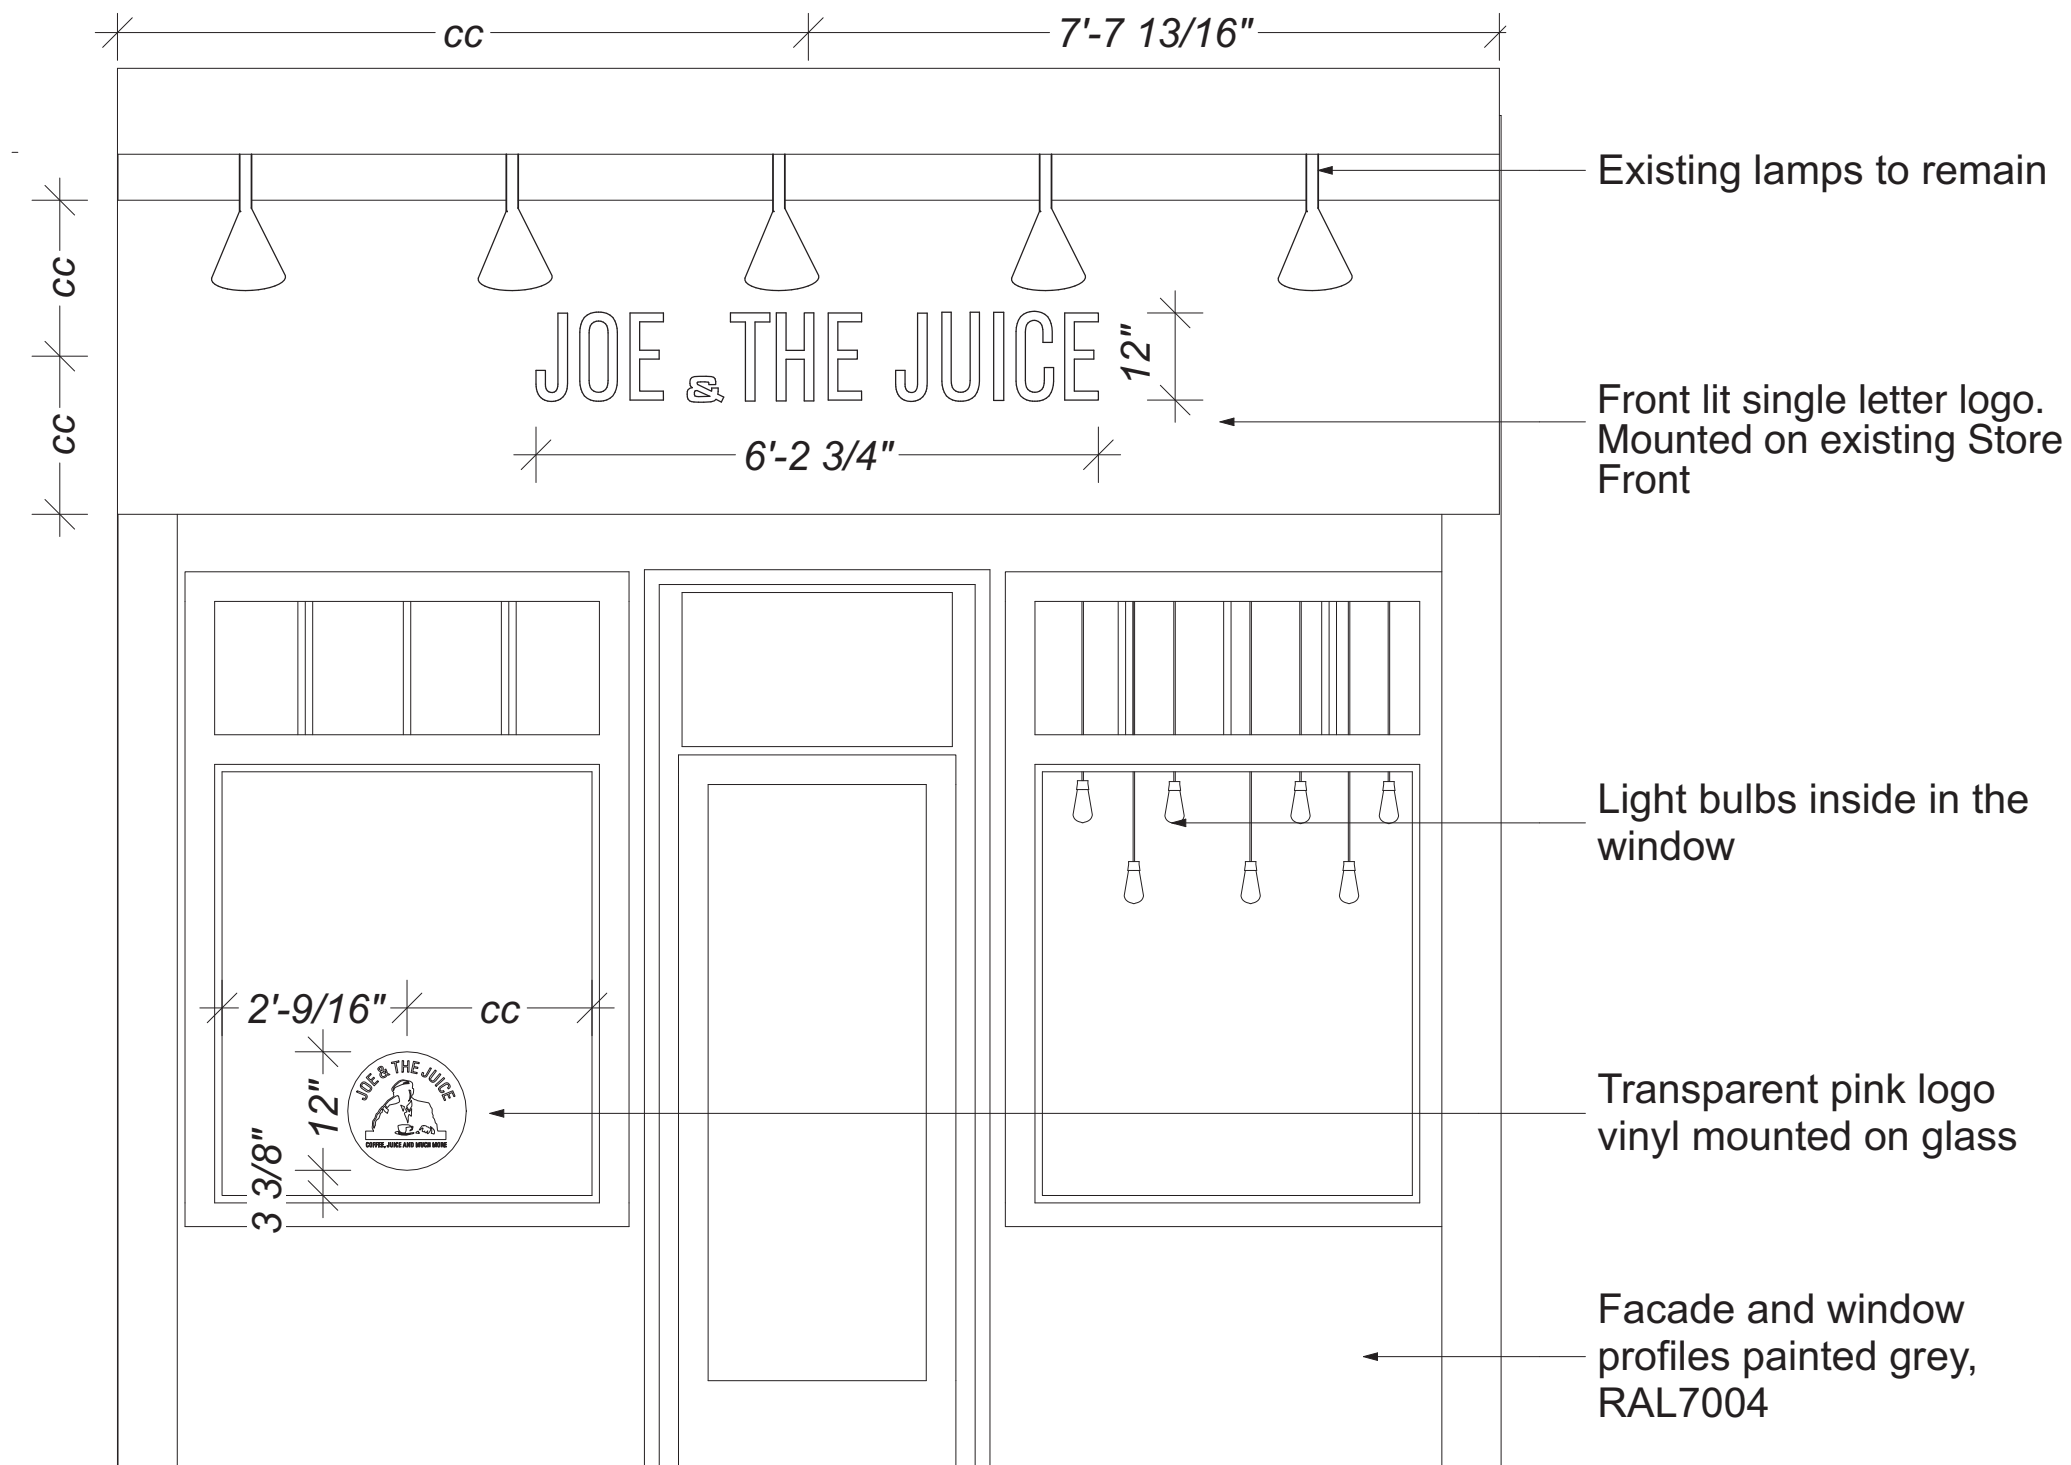 cc
7'-7 13/16"
Existing lamps to remain
cc
cc
JOE & THE JUICE
12"
6'-2 3/4"
Front lit single letter logo.
Mounted on existing Store
Front
Light bulbs inside in the
window
2'-9/16"
cc
12"
3 3/8"
JOE & THE JUICE
COFFEE, JUICE AND MUCH MORE
Transparent pink logo
vinyl mounted on glass
Facade and window
profiles painted grey,
RAL7004